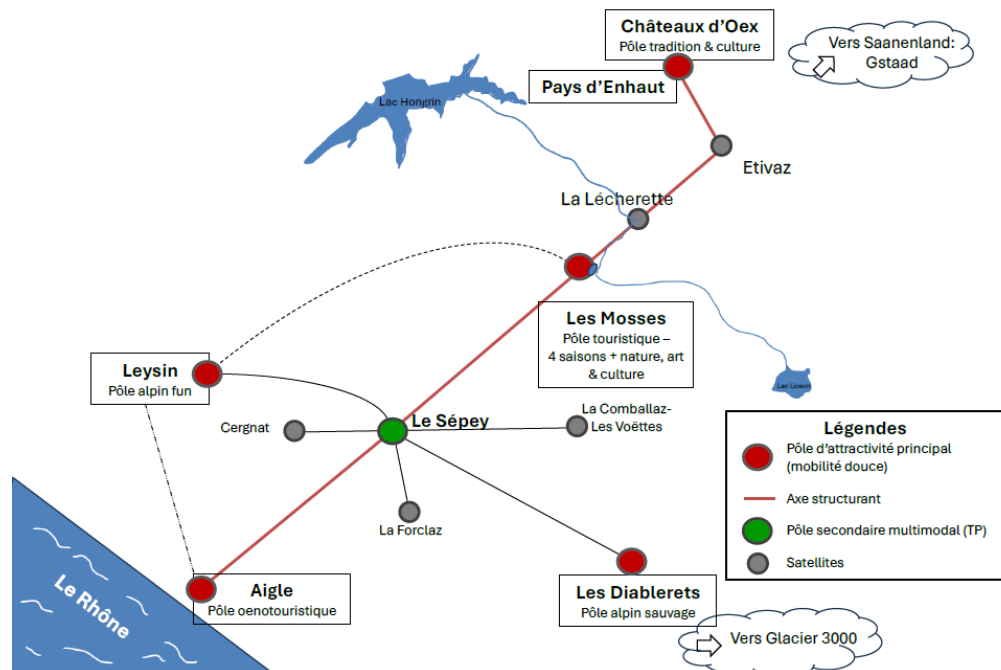 Châteaux d'Oex
Pôle tradition & culture
Pays d'Enhaut
Vers Saanenland:
Gstaad
Lac Hongrin
Etivaz
La Lécherette
Les Mosses
Pôle touristique –
4 saisons + nature, art
& culture
Lac Lioson
Leysin
Pôle alpin fun
Cergnat
Le Sépey
La Comballaz-
Les Voëttes
La Forclaz
Légendes
Pôle d'attractivité principal
(mobilité douce)
Axe structurant
Pôle secondaire multimodal (TP)
Satellites
Le Rhône
Aigle
Pôle oenotouristique
Les Diablerets
Pôle alpin sauvage
Vers Glacier 3000